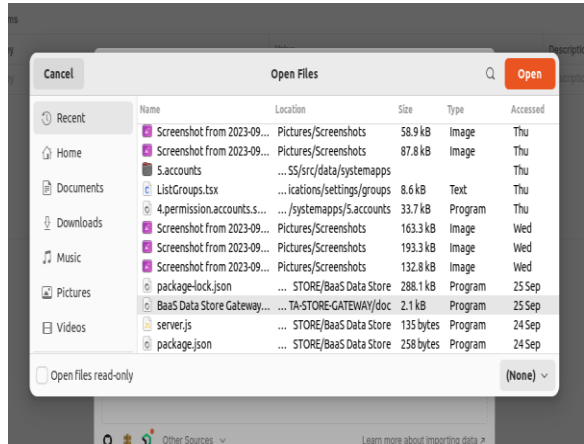 ms
Description
Cancel Open Files Open
Name Location Size Type Accessed
Recent
Home
Documents
Downloads
Music
Pictures
Videos
Screenshot from 2023-09... Pictures/Screenshots 58.9 kB Image Thu
Screenshot from 2023-09... Pictures/Screenshots 87.8 kB Image Thu
5.accounts ... SS/src/data/systemapps Thu
ListGroups.tsx ...ications/settings/groups 8.6 kB Text Thu
4.permission.accounts.s... .../systemapps/5.accounts 33.7 kB Program Thu
Screenshot from 2023-09... Pictures/Screenshots 163.3 kB Image Wed
Screenshot from 2023-09... Pictures/Screenshots 193.3 kB Image Wed
Screenshot from 2023-09... Pictures/Screenshots 132.8 kB Image Wed
package-lock.json ... STORE/BaaS Data Store 288.1 kB Program 25 Sep
BaaS Data Store Gateway... ... TA-STORE-GATEWAY/doc 2.1 kB Program 25 Sep
server.js ... STORE/BaaS Data Store 135 bytes Program 24 Sep
package.json ... STORE/BaaS Data Store 258 bytes Program 24 Sep
Open files read-only (None)
Other Sources Learn more about importing data